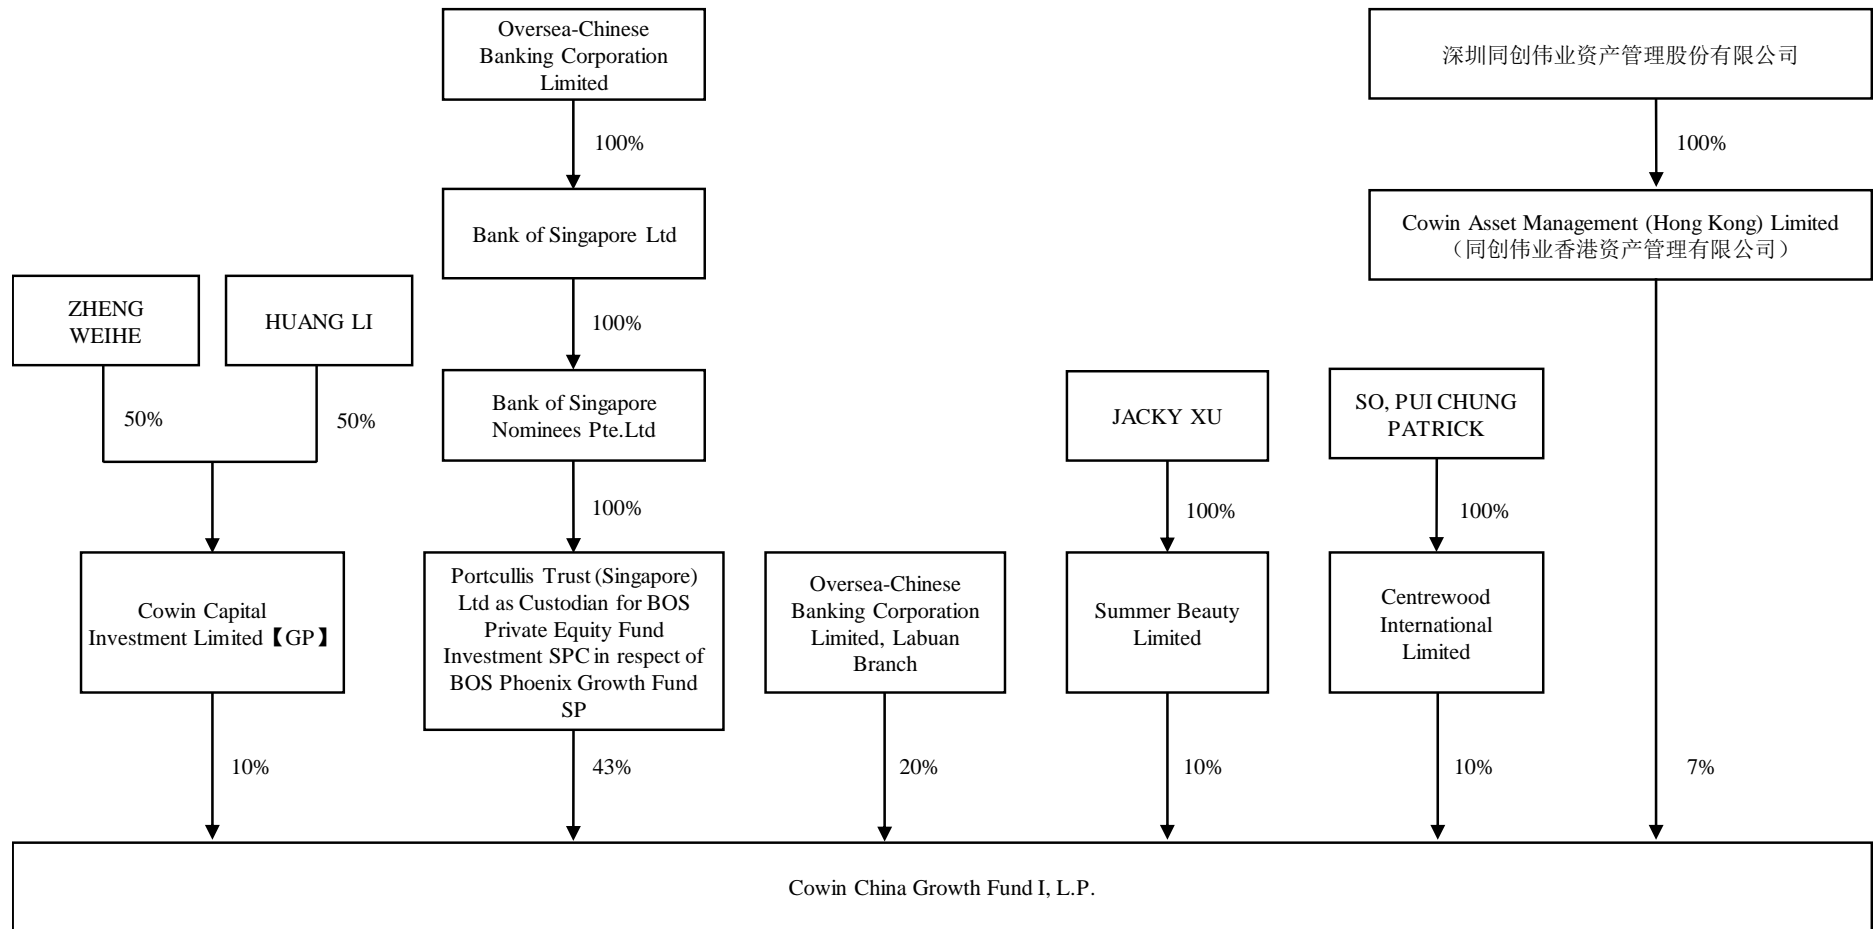 Oversea-Chinese
Banking Corporation
Limited
深圳同创伟业资产管理股份有限公司
100%
100%
Bank of Singapore Ltd
Cowin Asset Management (Hong Kong) Limited
（同创伟业香港资产管理有限公司）
ZHENG
WEIHE
HUANG LI
100%
Bank of Singapore
Nominees Pte.Ltd
JACKY XU
SO, PUI CHUNG
PATRICK
50%
50%
100%
100%
100%
Cowin Capital
Investment Limited【GP】
Portcullis Trust (Singapore)
Ltd as Custodian for BOS
Private Equity Fund
Investment SPC in respect of
BOS Phoenix Growth Fund
SP
Oversea-Chinese
Banking Corporation
Limited, Labuan
Branch
Summer Beauty
Limited
Centrewood
International
Limited
10%
43%
20%
10%
10%
7%
Cowin China Growth Fund I, L.P.